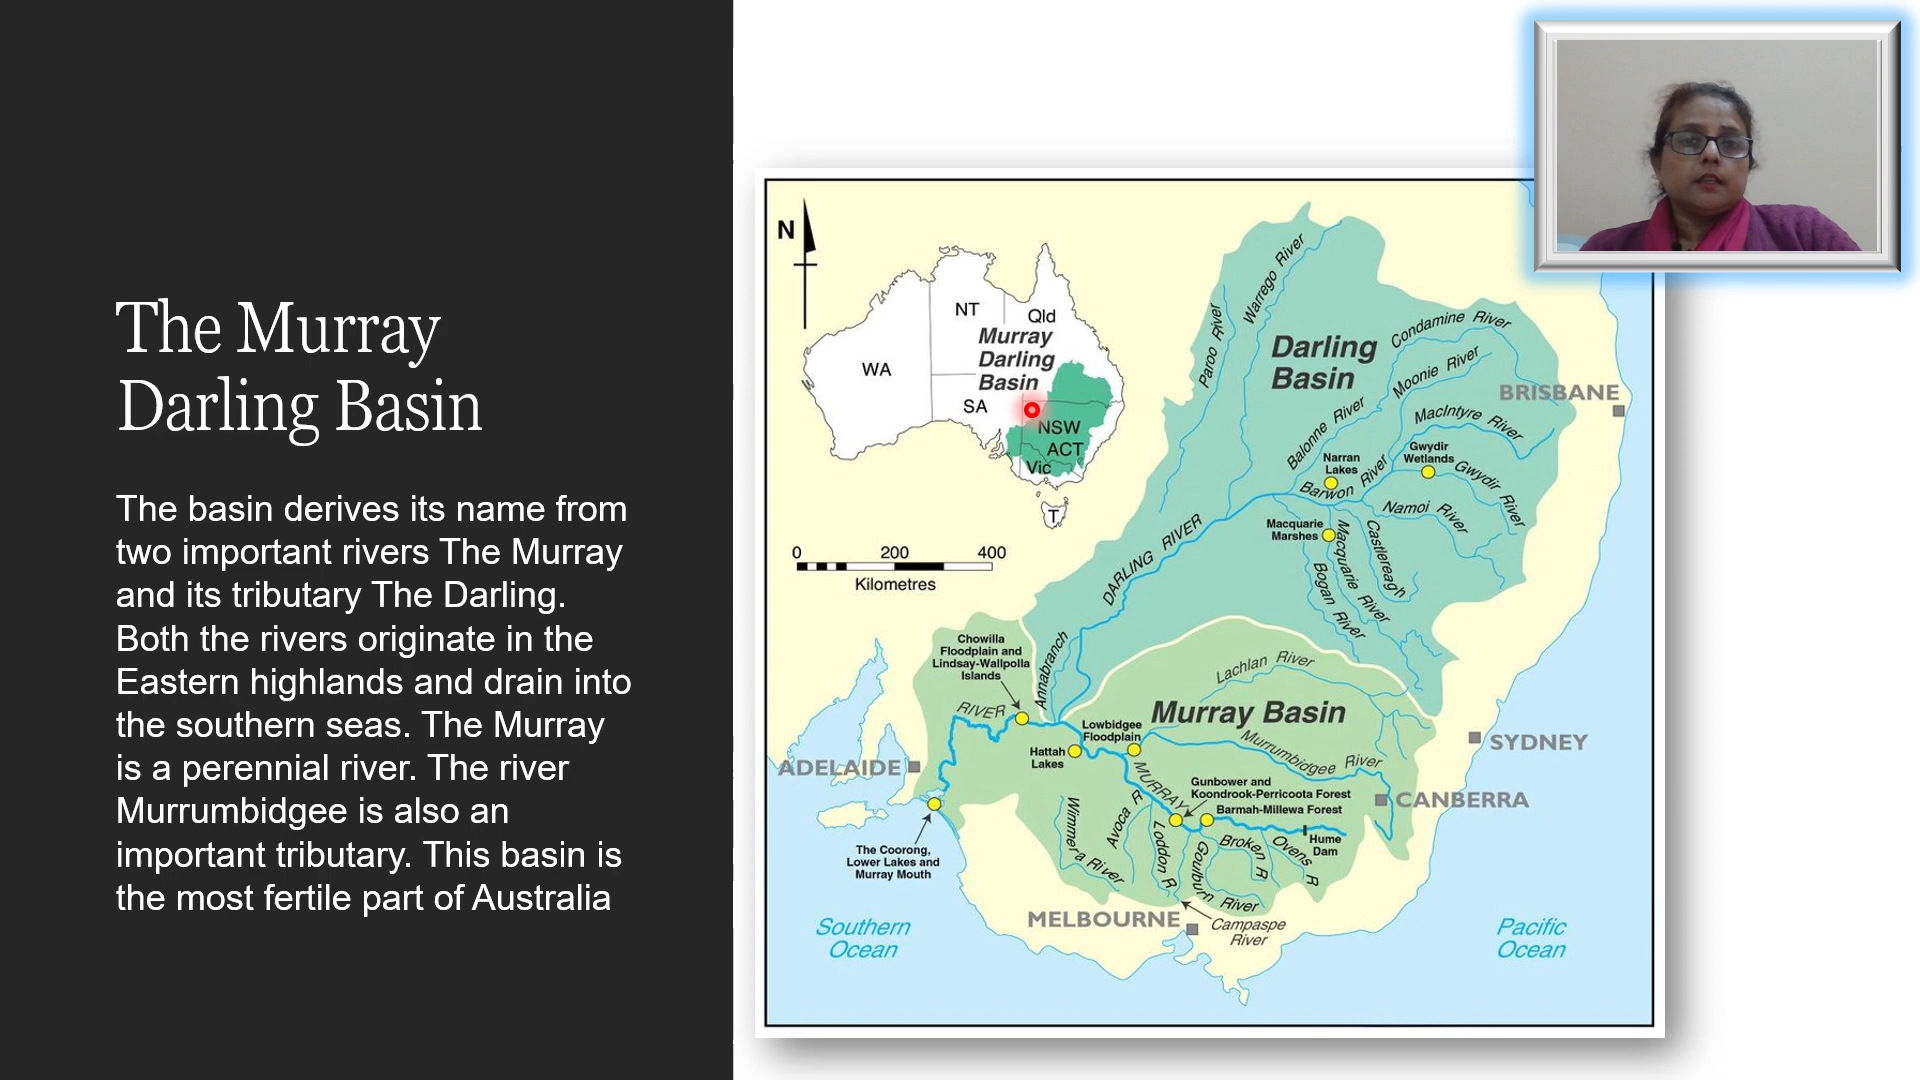 The Murray
Darling Basin
The basin derives its name from
two important rivers The Murray
and its tributary The Darling.
Both the rivers originate in the
Eastern highlands and drain into
the southern seas. The Murray
is a perennial river. The river
Murrumbidgee is also an
important tributary. This basin is
the most fertile part of Australia
N
NT
Qld
Murray
Darling
Basin
WA
SA
NSW
ACT
Vic
T
0 200 400
Kilometres
Paroo River
Warrego River
Darling
Basin
Condamine River
Moonie River
Balonne River
MacIntyre River
BRISBANE
Gwydir
Wetlands
Gwydir River
Narran
Lakes
Barwon River
Namoi River
Macquarie
Marshes
Macquarie River
Castlereagh
Bogan River
DARLING RIVER
Annabranch
Chowilla
Floodplain and
Lindsay-Wallpolla
Islands
Lachlan River
Murray Basin
RIVER
Lowbidgee
Floodplain
Hattah
Lakes
Murrumbidgee River
SYDNEY
ADELAIDE
MURRAY
Gunbower and
Koondrook-Perricoota Forest
Barmah-Millewa Forest
CANBERRA
Hume
Dam
Wimmera River
Avoca R
Loddon R
Goulburn River
Broken R
Ovens R
The Coorong,
Lower Lakes and
Murray Mouth
MELBOURNE
Campaspe
River
Southern
Ocean
Pacific
Ocean